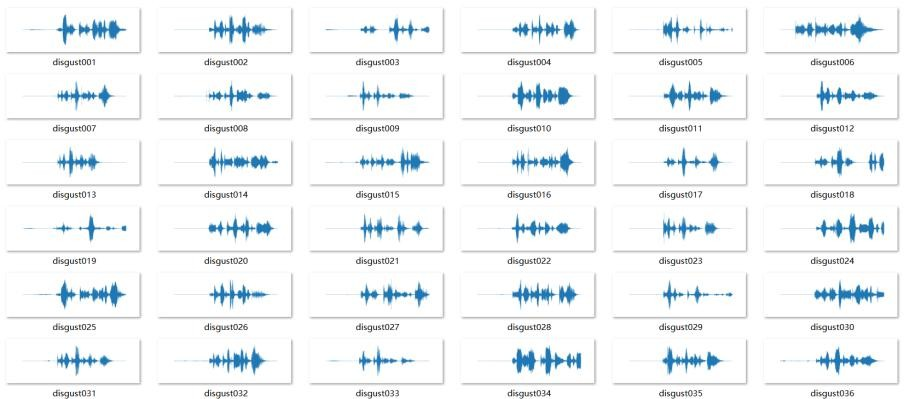 disgust001 disgust002 disgust003 disgust004 disgust005 disgust006
disgust007 disgust008 disgust009 disgust010 disgust011 disgust012
disgust013 disgust014 disgust015 disgust016 disgust017 disgust018
disgust019 disgust020 disgust021 disgust022 disgust023 disgust024
disgust025 disgust026 disgust027 disgust028 disgust029 disgust030
disgust031 disgust032 disgust033 disgust034 disgust035 disgust036